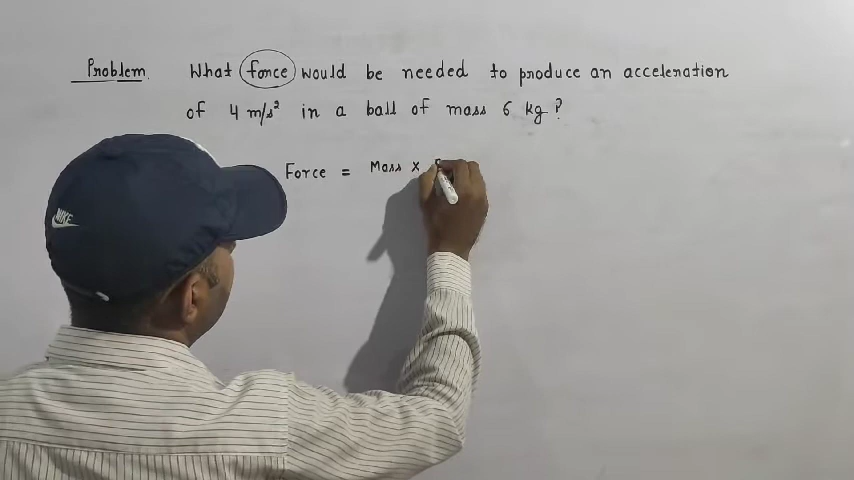 Problem. What force would be needed to produce an acceleration
of 4 m/s² in a ball of mass 6 kg?
Force = Mass ×
NIKE